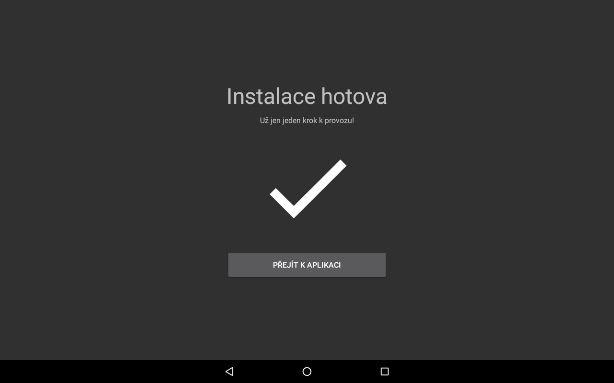 Instalace hotova
Už jen jeden krok k provozu!
PŘEJÍT K APLIKACI